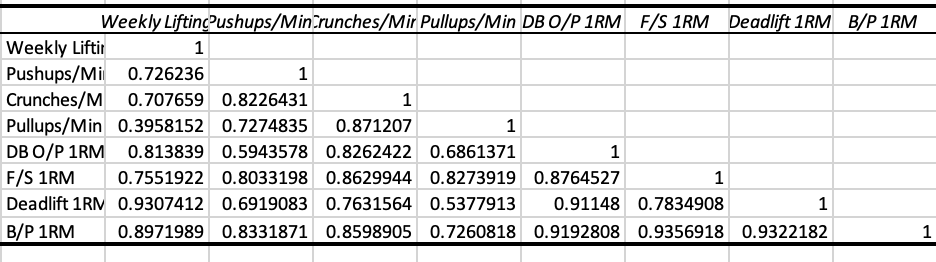 Weekly Lifting Pushups/Min Crunches/Min Pullups/Min DB O/P 1RM F/S 1RM Deadlift 1RM B/P 1RM
Weekly Liftin 1
Pushups/Mi 0.726236 1
Crunches/M 0.707659 0.8226431 1
Pullups/Min 0.3958152 0.7274835 0.871207 1
DB O/P 1RM 0.813839 0.5943578 0.8262422 0.6861371 1
F/S 1RM 0.7551922 0.8033198 0.8629944 0.8273919 0.8764527 1
Deadlift 1RM 0.9307412 0.6919083 0.7631564 0.5377913 0.91148 0.7834908 1
B/P 1RM 0.8971989 0.8331871 0.8598905 0.7260818 0.9192808 0.9356918 0.9322182 1